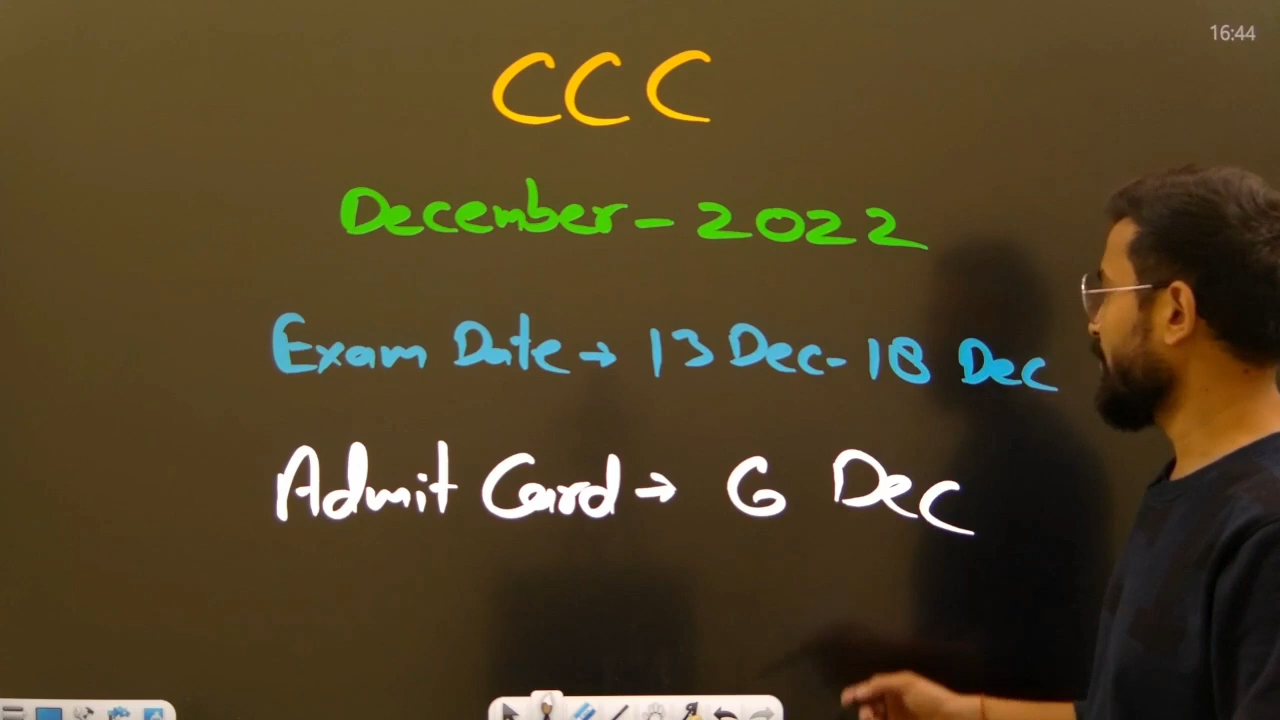 16:44
CCC
December - 2022
Exam Date → 13 Dec - 18 Dec
Admit Card → 6 Dec